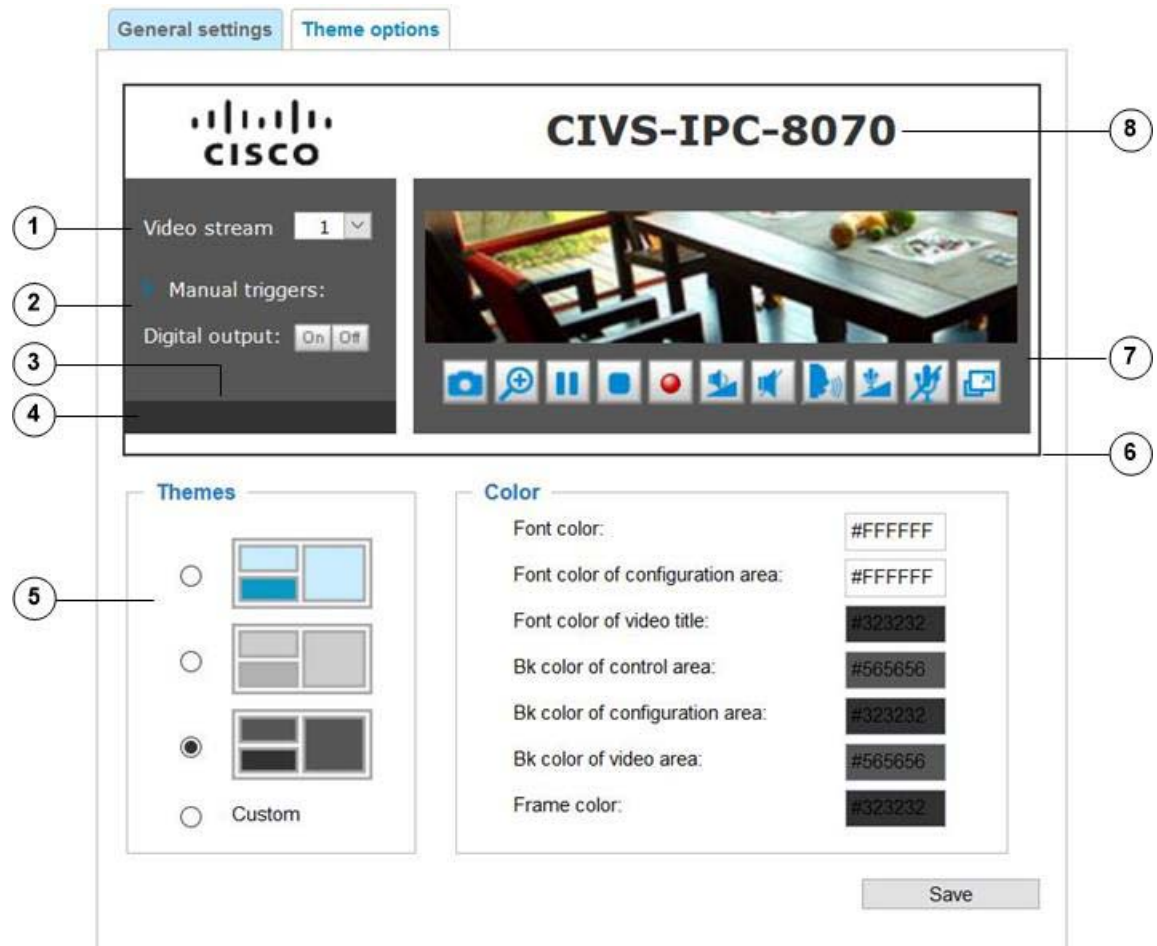 General settings
Theme options
CISCO
CIVS-IPC-8070
8
1
Video stream 1
2
Manual triggers:
Digital output: On Off
3
7
4
6
Themes
Color
Font color: #FFFFFF
Font color of configuration area: #FFFFFF
5
Font color of video title: #323232
Bk color of control area: #565656
Bk color of configuration area: #323232
Bk color of video area: #565656
Frame color: #323232
Custom
Save